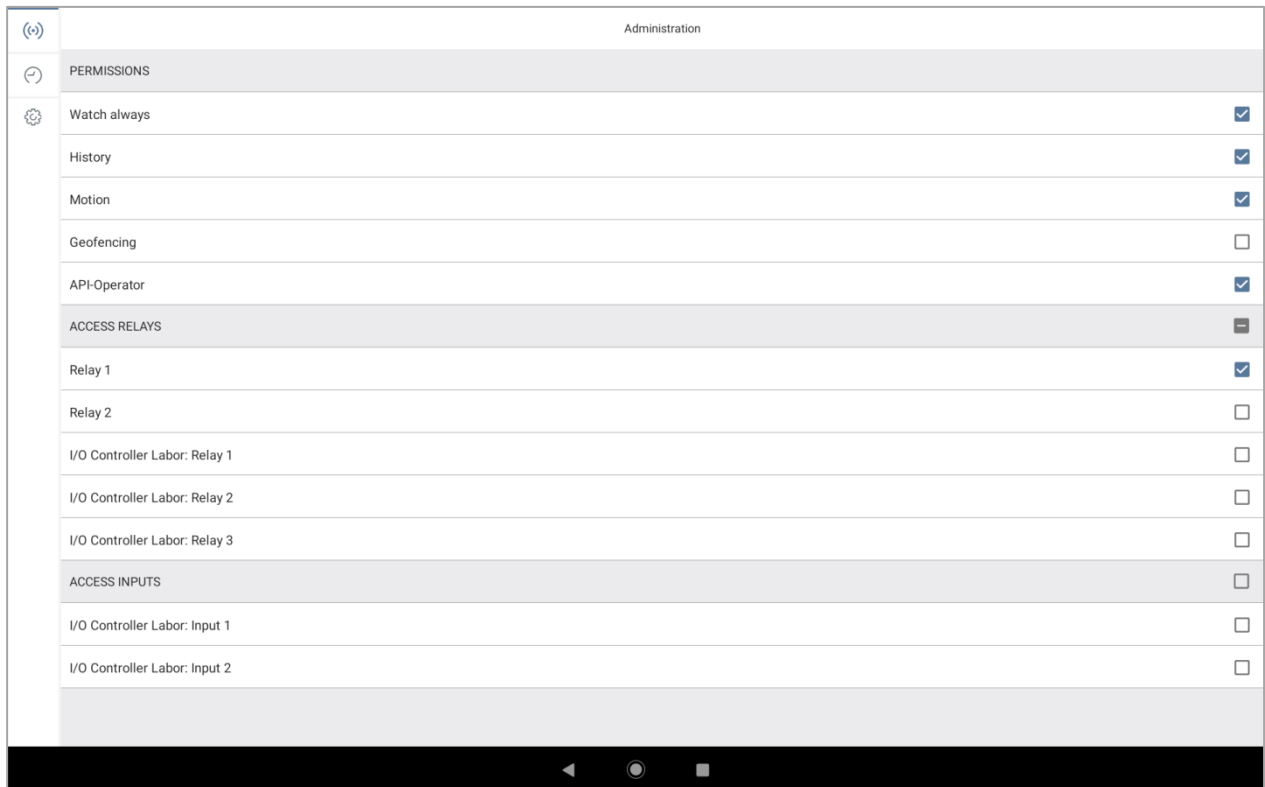 Administration
PERMISSIONS
Watch always
History
Motion
Geofencing
API-Operator
ACCESS RELAYS
Relay 1
Relay 2
I/O Controller Labor: Relay 1
I/O Controller Labor: Relay 2
I/O Controller Labor: Relay 3
ACCESS INPUTS
I/O Controller Labor: Input 1
I/O Controller Labor: Input 2